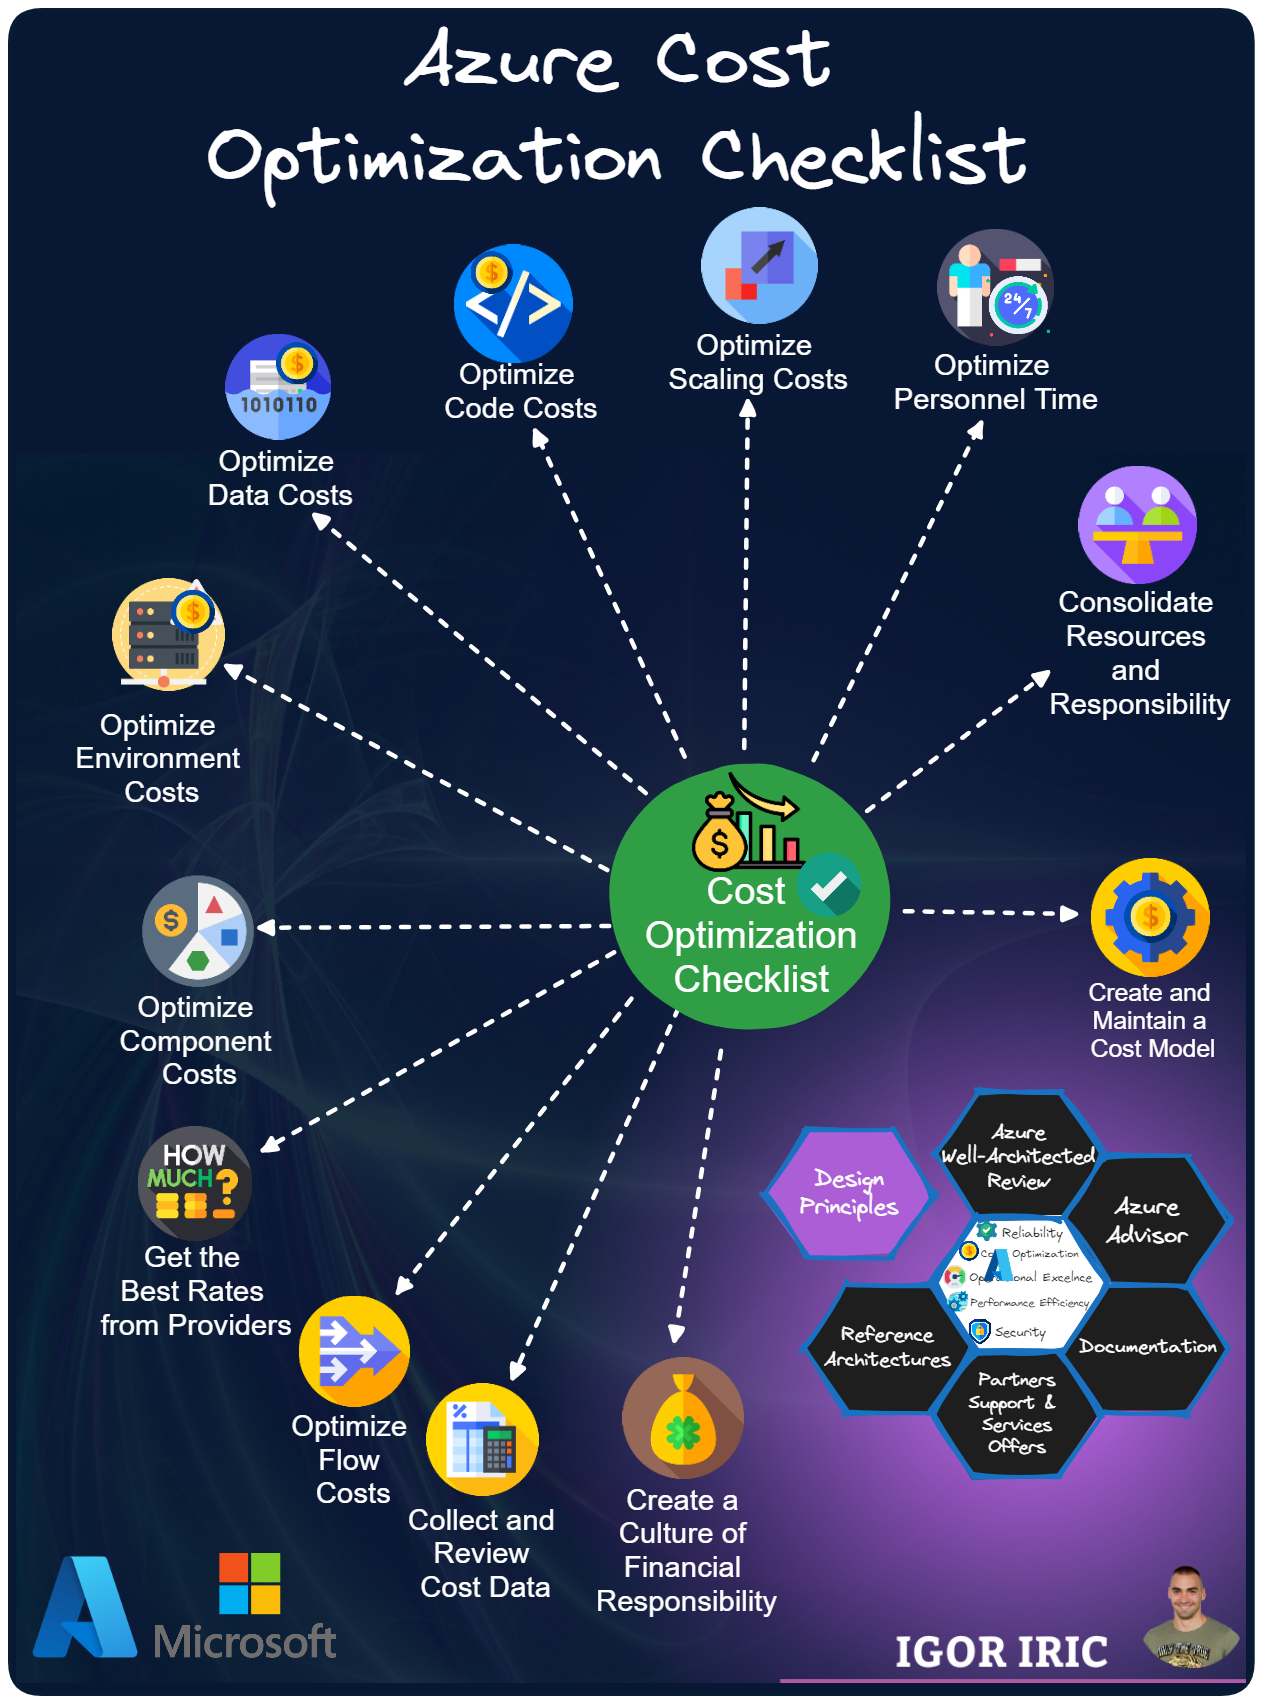 Azure Cost
Optimization Checklist
Optimize
Scaling Costs
Optimize
Code Costs
Optimize
Personnel Time
24/7
1010110
Optimize
Data Costs
Consolidate
Resources
and
Responsibility
Optimize
Environment
Costs
Cost
Optimization
Checklist
Optimize
Component
Costs
Create and
Maintain a
Cost Model
HOW
MUCH?
Get the
Best Rates
from Providers
Optimize
Flow
Costs
Collect and
Review
Cost Data
Create a
Culture of
Financial
Responsibility
Design
Principles
Azure
Well-Architected
Review
Azure
Advisor
Reliability
Optimization
Excelnce
Performance Efficiency
Security
Reference
Architectures
Documentation
Partners
Support &
Services
Offers
Microsoft
IGOR IRIC